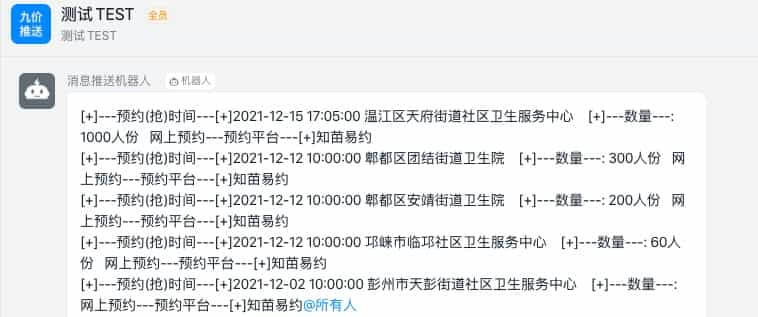 九价
推送
测试 TEST 全员
测试 TEST
消息推送机器人 机器人
[+]---预约(抢)时间---[+]2021-12-15 17:05:00 温江区天府街道社区卫生服务中心 [+]---数量---:
1000人份 网上预约---预约平台---[+]知苗易约
[+]---预约(抢)时间---[+]2021-12-12 10:00:00 郫都区团结街道卫生院 [+]---数量---: 300人份 网
上预约---预约平台---[+]知苗易约
[+]---预约(抢)时间---[+]2021-12-12 10:00:00 郫都区安靖街道卫生院 [+]---数量---: 200人份 网
上预约---预约平台---[+]知苗易约
[+]---预约(抢)时间---[+]2021-12-12 10:00:00 邛崃市临邛社区卫生服务中心 [+]---数量---: 60人
份 网上预约---预约平台---[+]知苗易约
[+]---预约(抢)时间---[+]2021-12-02 10:00:00 彭州市天彭街道社区卫生服务中心 [+]---数量---:
网上预约---预约平台---[+]知苗易约@所有人